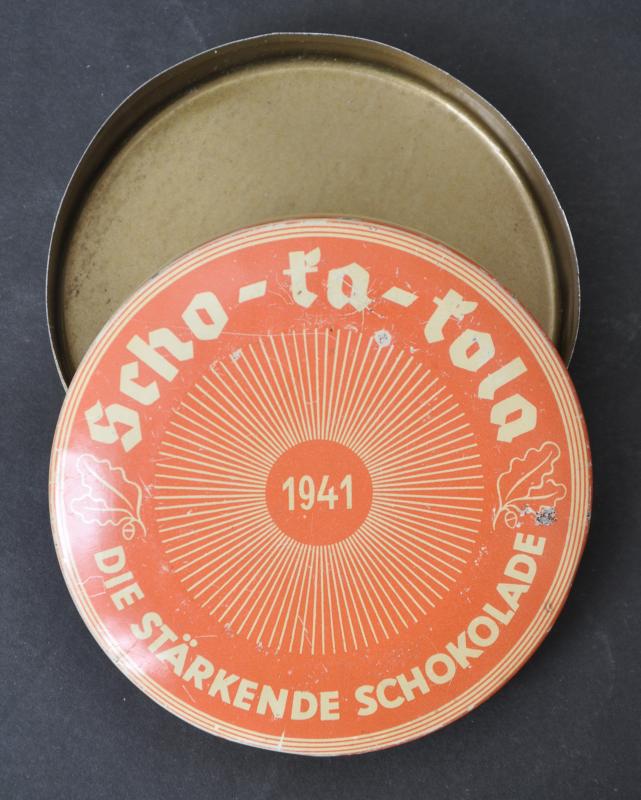 Scho-ka-kola
1941
DIE STÄRKENDE SCHOKOLADE